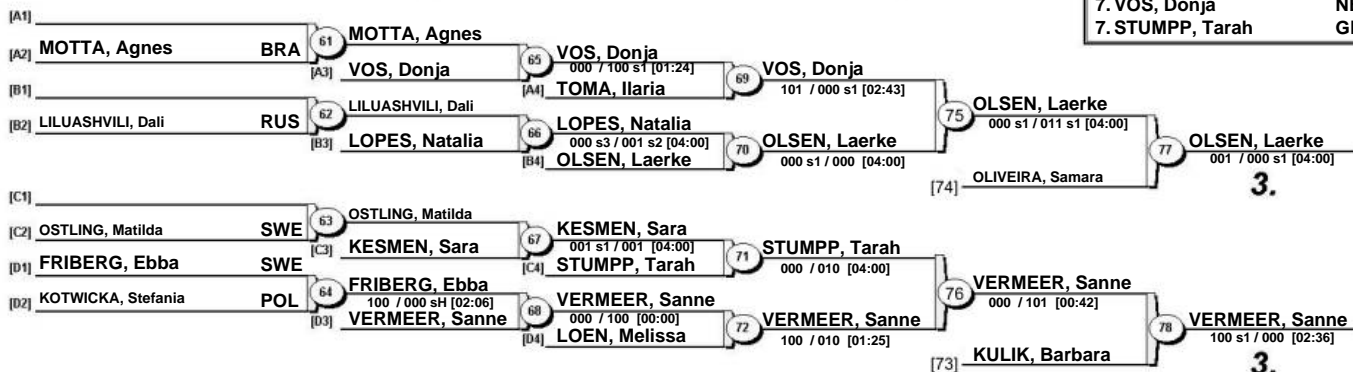 7. VOS, Donja
7. STUMPP, Tarah
[A1]
[A2] MOTTA, Agnes BRA 61 MOTTA, Agnes
[A3] VOS, Donja 65 VOS, Donja
000 / 100 s1 [01:24]
[A4] TOMA, Ilaria 69 VOS, Donja
101 / 000 s1 [02:43]
[B1]
[B2] LILUASHVILI, Dali RUS 62 LILUASHVILI, Dali
[B3] LOPES, Natalia 66 LOPES, Natalia
000 s3 / 001 s2 [04:00]
[B4] OLSEN, Laerke 70 OLSEN, Laerke
000 s1 / 000 [04:00]
75 OLSEN, Laerke
000 s1 / 011 s1 [04:00]
[74] OLIVEIRA, Samara 77 OLSEN, Laerke
001 / 000 s1 [04:00]
3.
[C1]
[C2] OSTLING, Matilda SWE 63 OSTLING, Matilda
[C3] KESMEN, Sara 67 KESMEN, Sara
001 s1 / 001 [04:00]
[C4] STUMPP, Tarah 71 STUMPP, Tarah
000 / 010 [04:00]
[D1] FRIBERG, Ebba SWE
[D2] KOTWICKA, Stefania POL 64 FRIBERG, Ebba
100 / 000 sH [02:06]
[D3] VERMEER, Sanne 68 VERMEER, Sanne
000 / 100 [00:00]
[D4] LOEN, Melissa 72 VERMEER, Sanne
100 / 010 [01:25]
76 VERMEER, Sanne
000 / 101 [00:42]
[73] KULIK, Barbara 78 VERMEER, Sanne
100 s1 / 000 [02:36]
3.